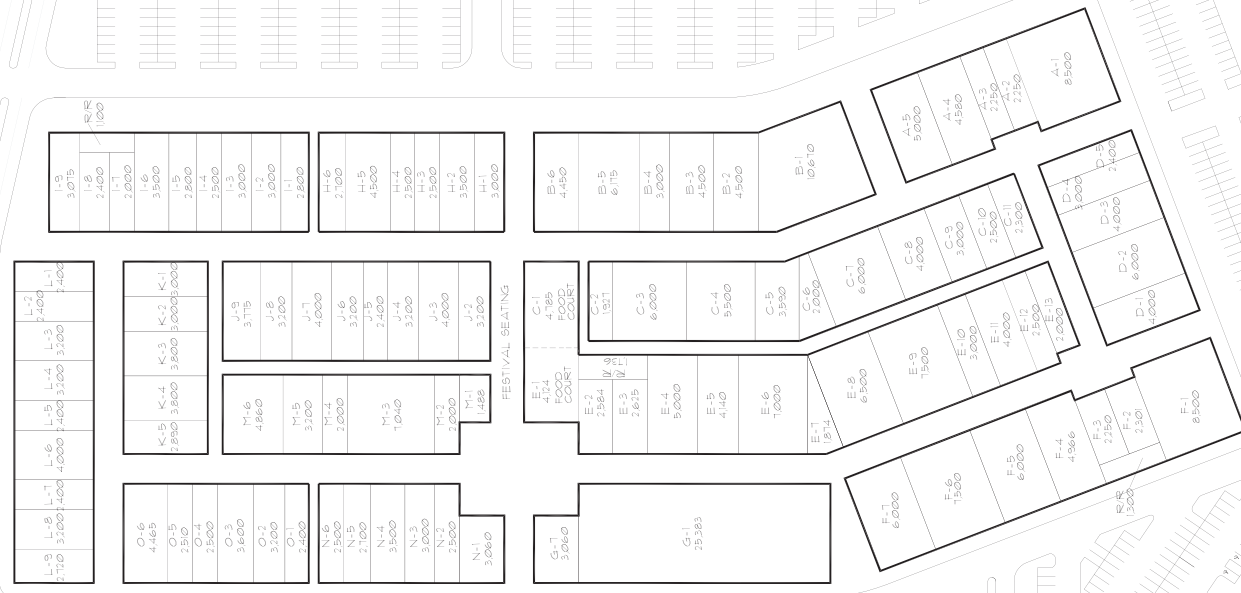 R/R
1,100
I-9
3,075
I-8
2,400
I-7
2,000
I-6
3,500
I-5
2,800
I-4
2,500
I-3
3,000
I-2
3,000
I-1
2,800
H-6
2,700
H-5
4,500
H-4
2,500
H-3
2,500
H-2
3,500
H-1
3,000
B-6
4,450
B-5
6,175
B-4
3,000
B-3
4,500
B-2
4,500
B-1
10,670
A-5
5,000
A-4
4,580
A-3
2,250
A-2
2,250
A-1
8,500
D-5
2,400
D-4
3,000
D-3
4,000
D-2
6,000
D-1
4,000
L-1
2,400
L-2
2,400
L-3
3,200
L-4
3,200
L-5
2,400
L-6
4,000
L-7
2,400
L-8
3,200
L-9
2,720
K-1
3,000
K-2
3,000
K-3
3,800
K-4
3,800
K-5
2,890
J-9
3,775
J-8
3,200
J-7
4,000
J-6
3,200
J-5
2,400
J-4
3,200
J-3
4,000
J-2
3,200
FESTIVAL SEATING
C-1
4,785
FOOD
COURT
C-2
1,927
C-3
6,000
C-4
5,500
C-5
3,590
C-6
2,000
C-7
6,000
C-8
4,000
C-9
3,000
C-10
2,500
C-11
2,300
M-6
4,860
M-5
3,200
M-4
2,000
M-3
7,040
M-2
2,000
M-1
1,488
E-1
4,124
FOOD
COURT
E-2
2,584
E-3
2,625
R/R
1,736
E-4
5,000
E-5
4,140
E-6
7,000
E-7
1,874
E-8
6,500
E-9
7,500
E-10
3,000
E-11
4,000
E-12
2,500
E-13
2,000
O-6
4,465
O-5
2,510
O-4
2,500
O-3
3,600
O-2
3,200
O-1
2,400
N-6
2,500
N-5
2,700
N-4
3,500
N-3
3,000
N-2
2,500
N-1
3,060
G-7
3,060
G-1
25,383
F-7
6,000
F-6
7,500
F-5
6,000
F-4
4,966
F-3
2,250
F-2
2,301
F-1
8,500
R/R
1,300